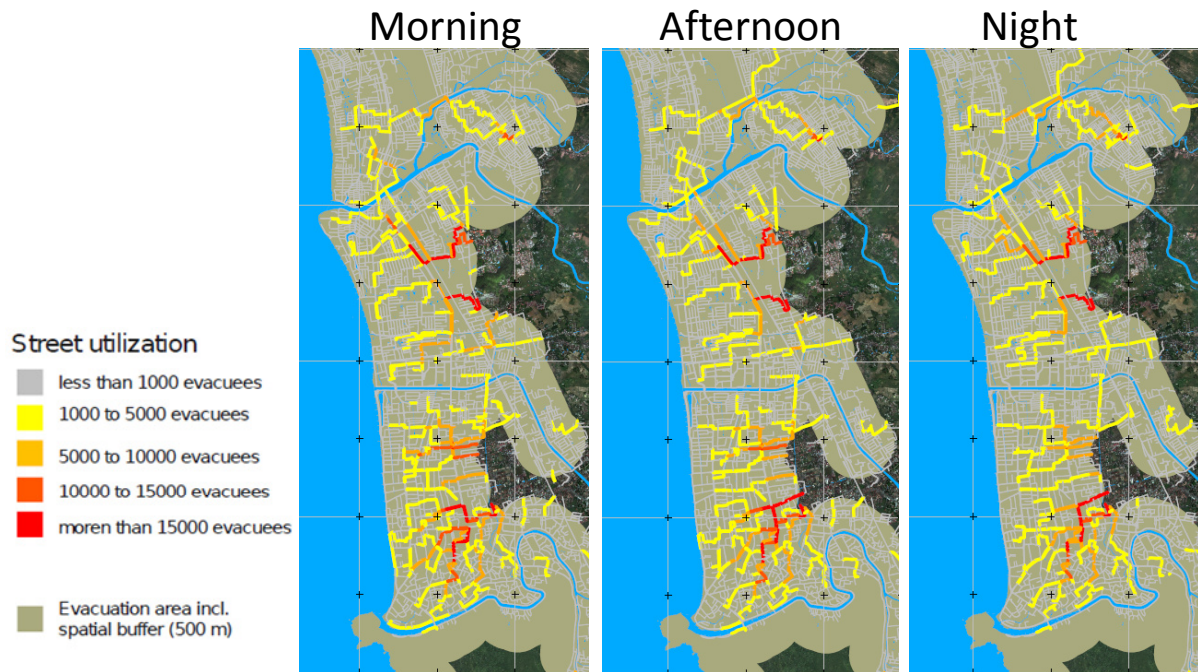 Morning
Afternoon
Night
Street utilization
less than 1000 evacuees
1000 to 5000 evacuees
5000 to 10000 evacuees
10000 to 15000 evacuees
moren than 15000 evacuees
Evacuation area incl.
spatial buffer (500 m)